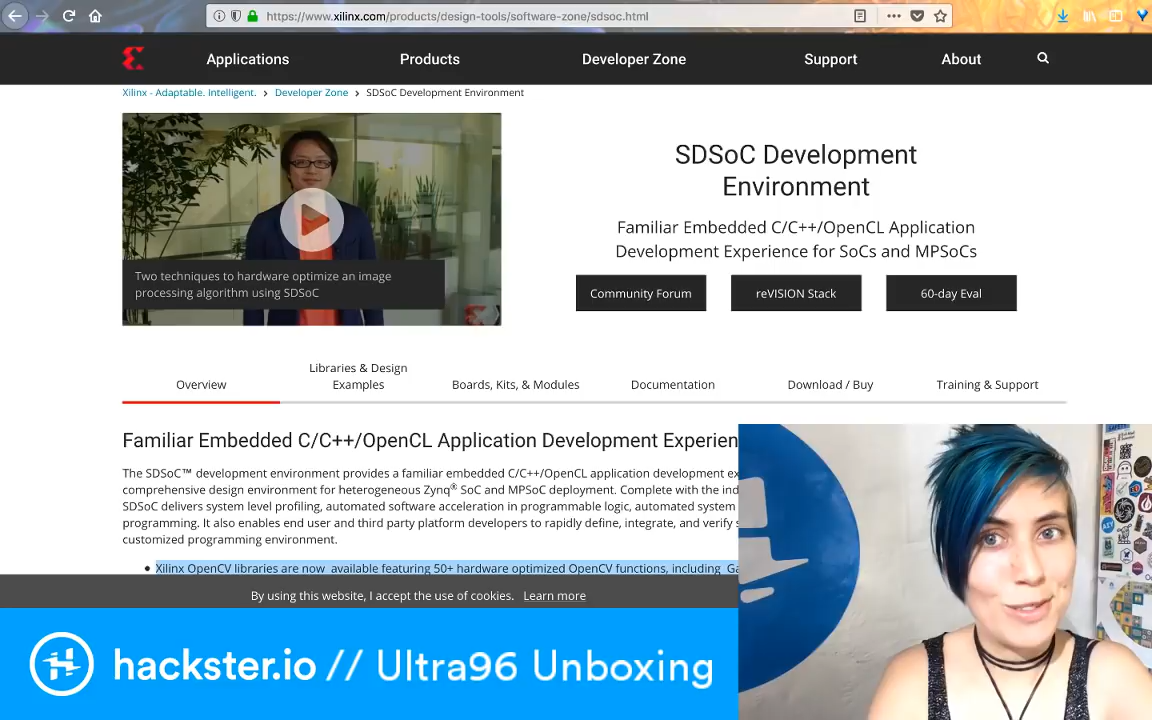 https://www.xilinx.com/products/design-tools/software-zone/sdsoc.html
Applications
Products
Developer Zone
Support
About
Xilinx - Adaptable. Intelligent. > Developer Zone > SDSoC Development Environment
Two techniques to hardware optimize an image
processing algorithm using SDSoC
SDSoC Development
Environment
Familiar Embedded C/C++/OpenCL Application
Development Experience for SoCs and MPSoCs
Community Forum
reVISION Stack
60-day Eval
Overview
Libraries & Design
Examples
Boards, Kits, & Modules
Documentation
Download / Buy
Training & Support
Familiar Embedded C/C++/OpenCL Application Development Experien
The SDSoC™ development environment provides a familiar embedded C/C++/OpenCL application development ex
comprehensive design environment for heterogeneous Zynq® SoC and MPSoC deployment. Complete with the ind
SDSoC delivers system level profiling, automated software acceleration in programmable logic, automated system
programming. It also enables end user and third party platform developers to rapidly define, integrate, and verify s
customized programming environment.
• Xilinx OpenCV libraries are now available featuring 50+ hardware optimized OpenCV functions, including Ga
By using this website, I accept the use of cookies. Learn more
hackster.io // Ultra96 Unboxing